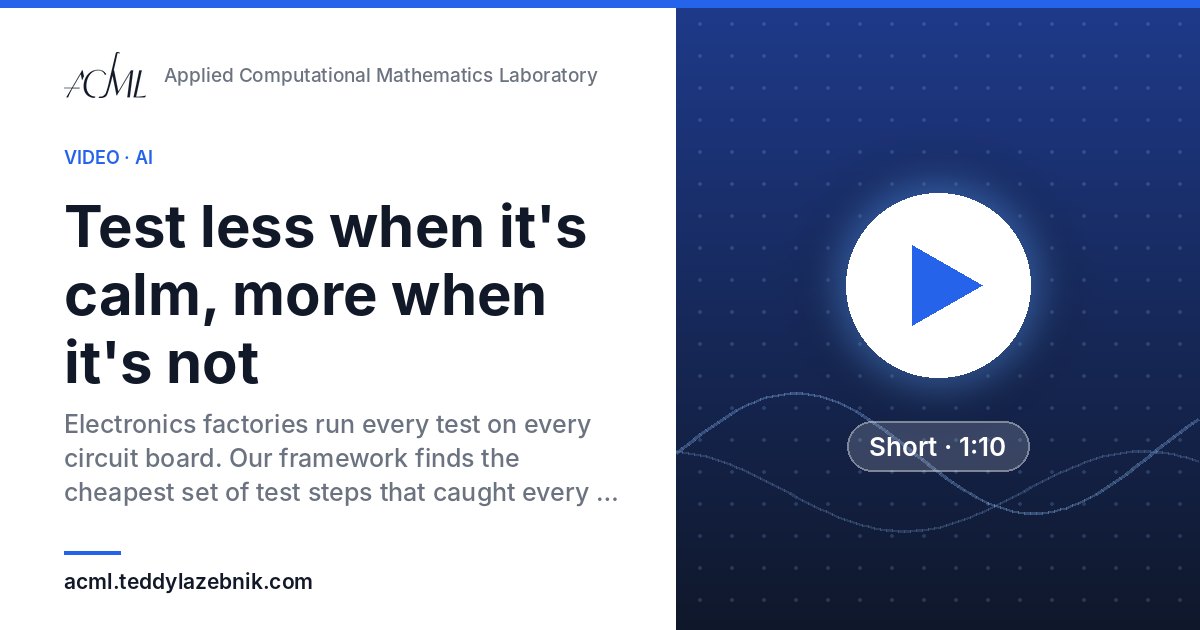 ACML Applied Computational Mathematics Laboratory
VIDEO · AI
Test less when it's
calm, more when
it's not
Electronics factories run every test on every
circuit board. Our framework finds the
cheapest set of test steps that caught every ...
acml.teddylazebnik.com
Short · 1:10